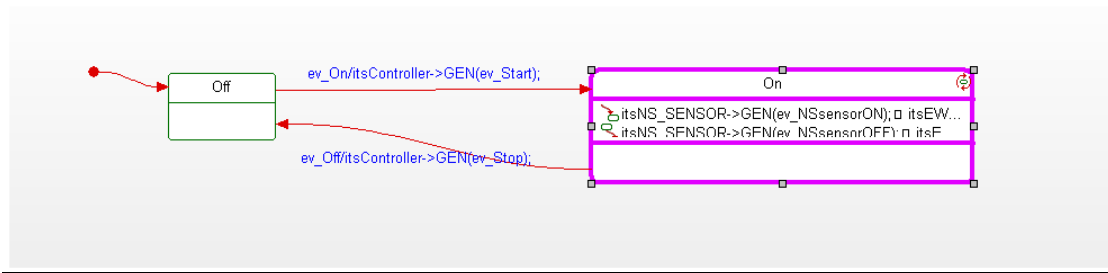 ev_On/itsController->GEN(ev_Start);
Off
On
itsNS_SENSOR->GEN(ev_NSsensorON);▯ itsEW...
itsNS_SENSOR->GEN(ev_NSsensorOFF);▯ itsE
ev_Off/itsController->GEN(ev_Stop);